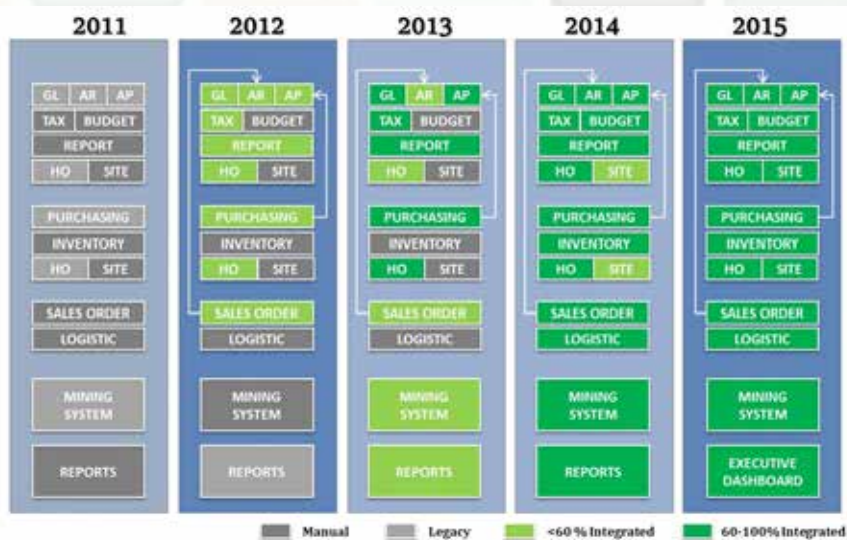 2011
GL AR AP
TAX BUDGET
REPORT
HO SITE
PURCHASING
INVENTORY
HO SITE
SALES ORDER
LOGISTIC
MINING
SYSTEM
REPORTS
2012
GL AR AP
TAX BUDGET
REPORT
HO SITE
PURCHASING
INVENTORY
HO SITE
SALES ORDER
LOGISTIC
MINING
SYSTEM
REPORTS
2013
GL AR AP
TAX BUDGET
REPORT
HO SITE
PURCHASING
INVENTORY
HO SITE
SALES ORDER
LOGISTIC
MINING
SYSTEM
REPORTS
2014
GL AR AP
TAX BUDGET
REPORT
HO SITE
PURCHASING
INVENTORY
HO SITE
SALES ORDER
LOGISTIC
MINING
SYSTEM
REPORTS
2015
GL AR AP
TAX BUDGET
REPORT
HO SITE
PURCHASING
INVENTORY
HO SITE
SALES ORDER
LOGISTIC
MINING
SYSTEM
EXECUTIVE
DASHBOARD
Manual Legacy <60 % Integrated 60-100% Integrated